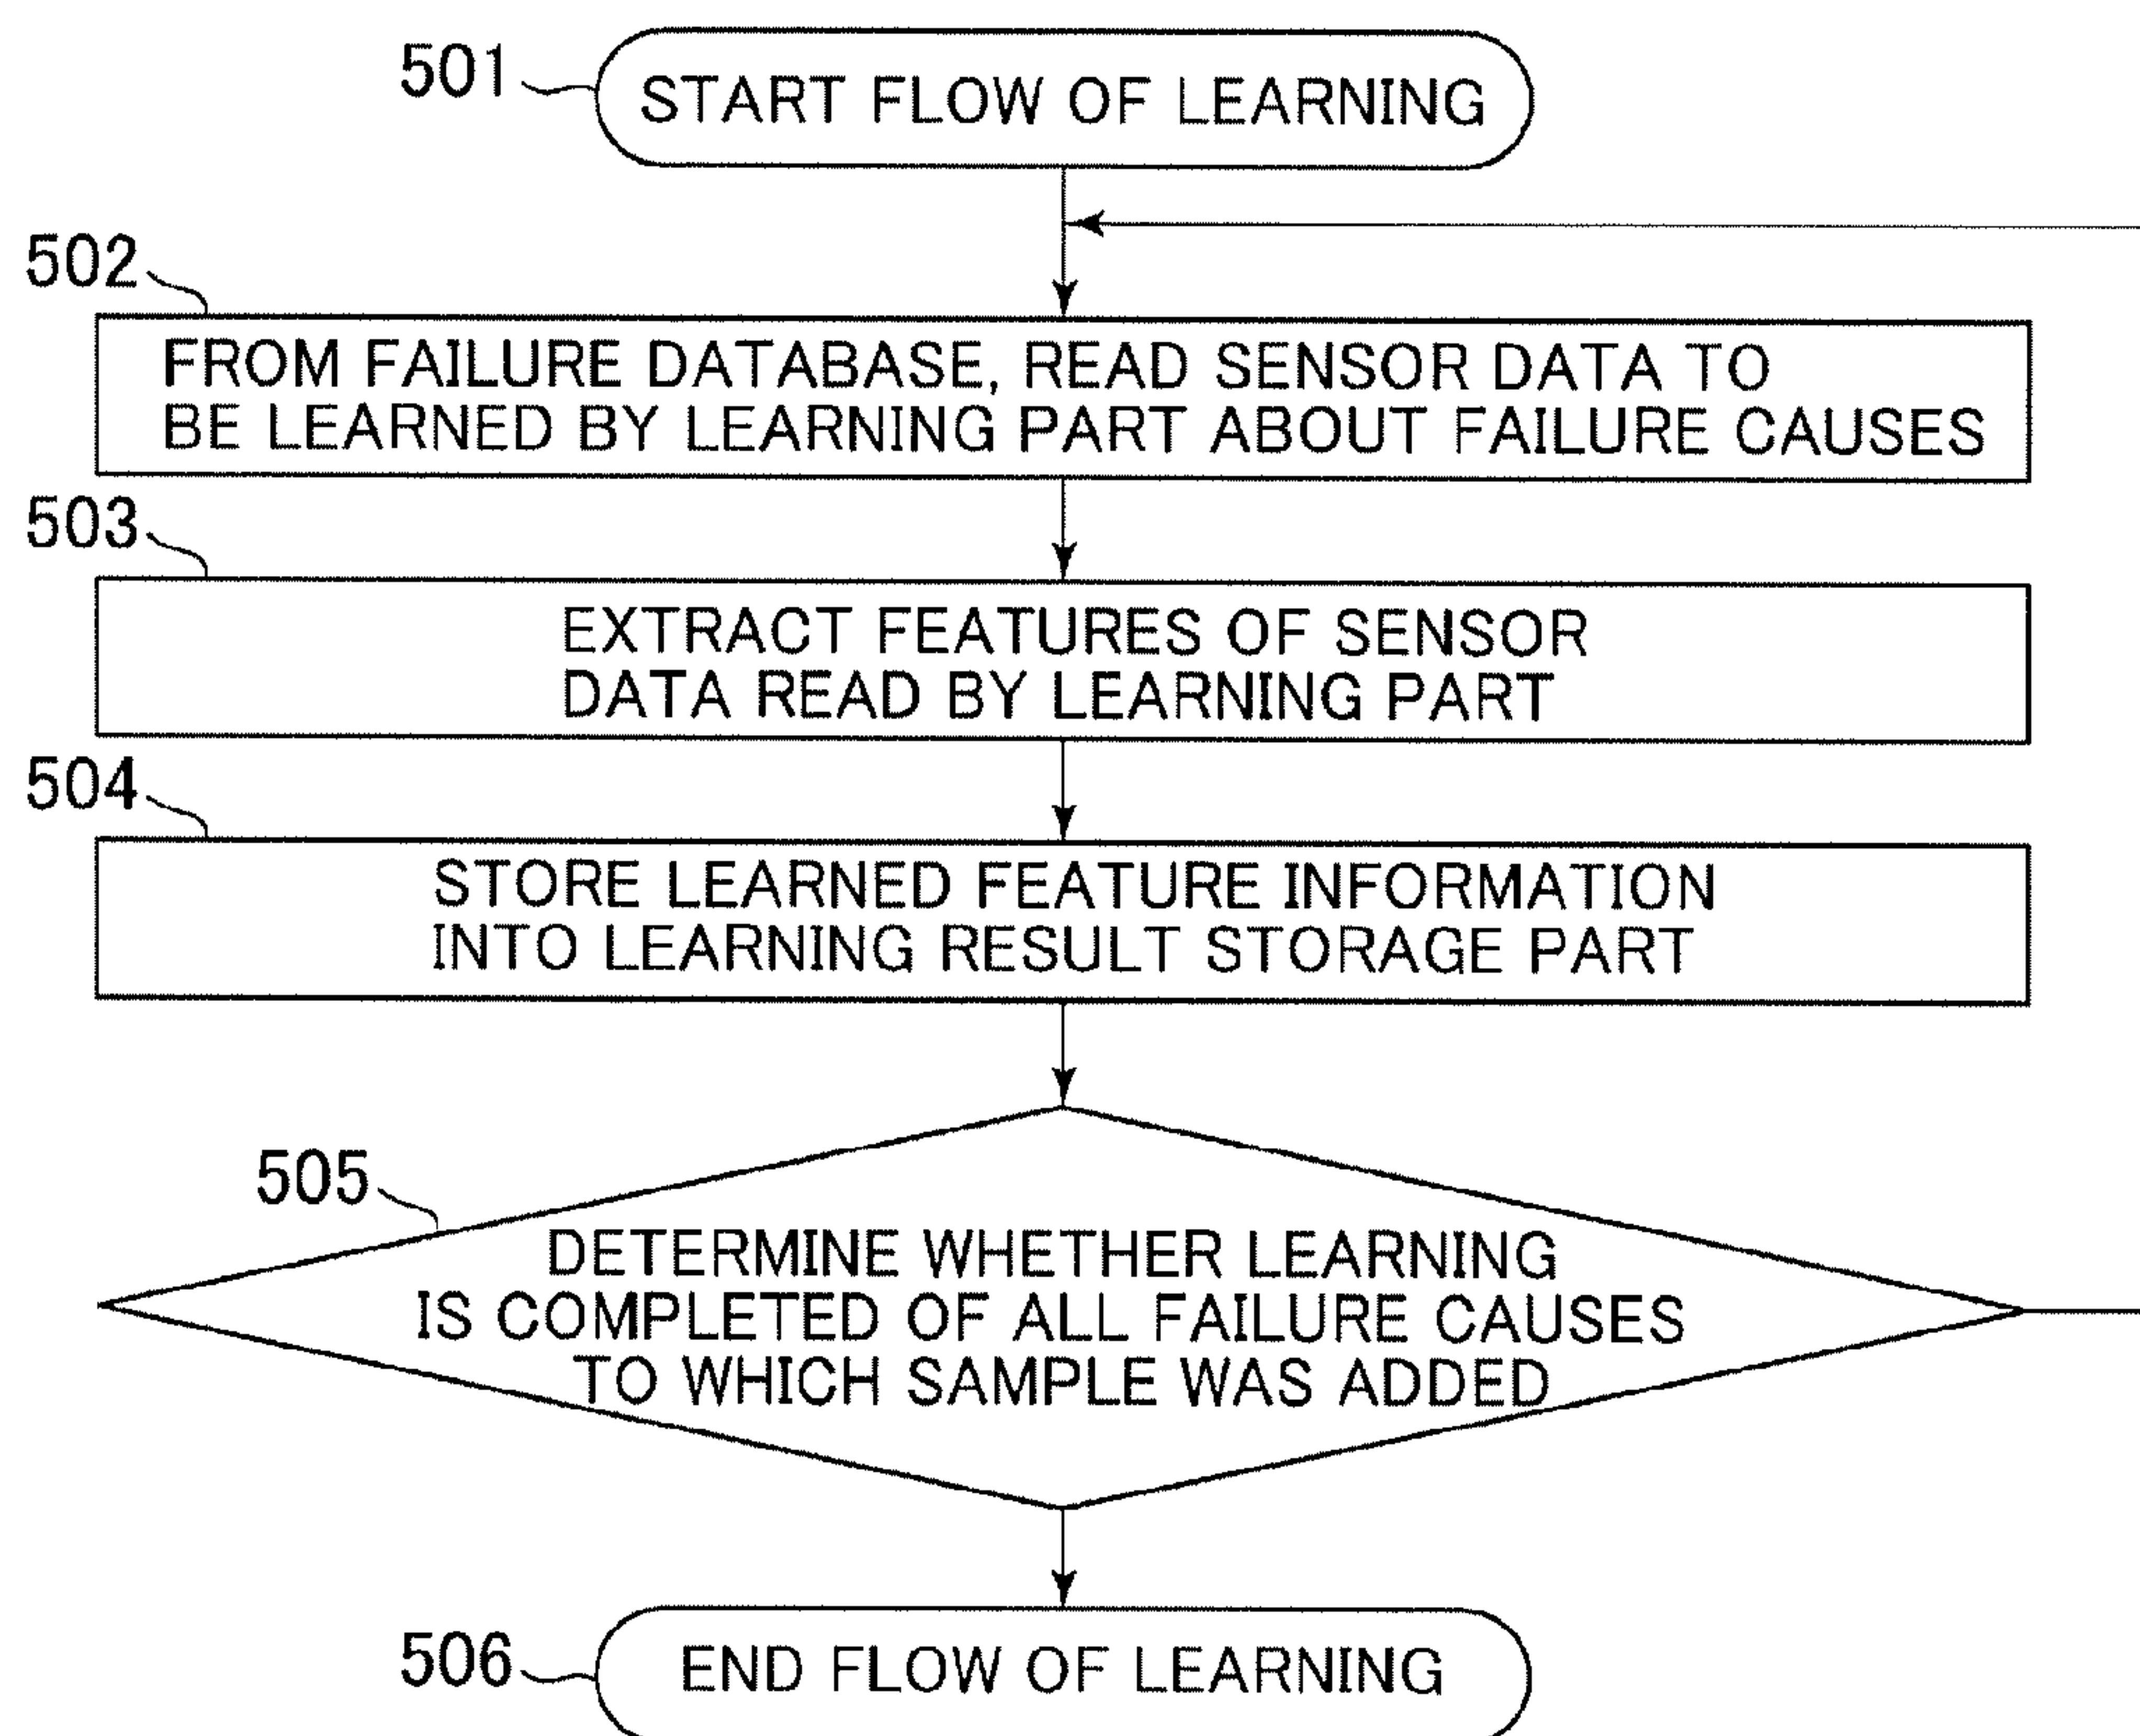 501
START FLOW OF LEARNING
502
FROM FAILURE DATABASE, READ SENSOR DATA TO
BE LEARNED BY LEARNING PART ABOUT FAILURE CAUSES
503
EXTRACT FEATURES OF SENSOR
DATA READ BY LEARNING PART
504
STORE LEARNED FEATURE INFORMATION
INTO LEARNING RESULT STORAGE PART
505
DETERMINE WHETHER LEARNING
IS COMPLETED OF ALL FAILURE CAUSES
TO WHICH SAMPLE WAS ADDED
506
END FLOW OF LEARNING